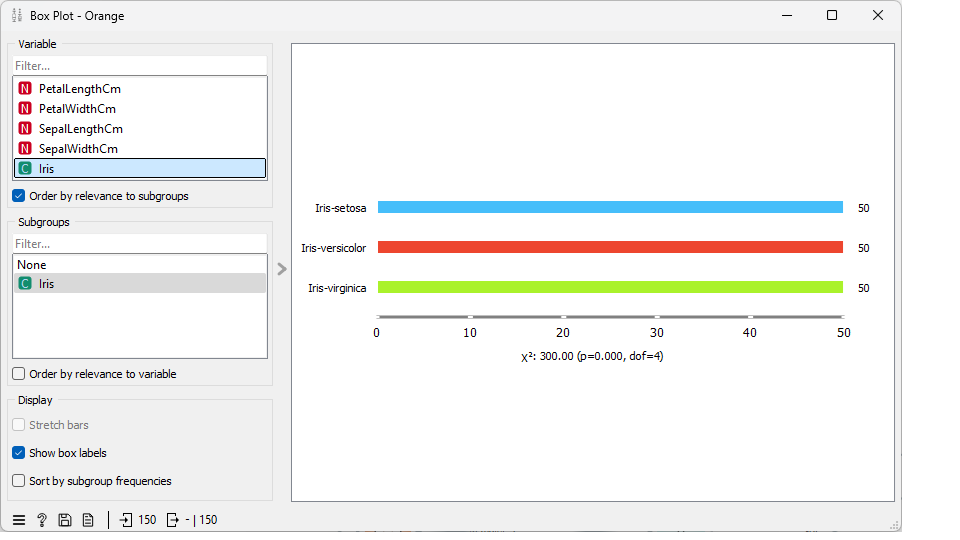 Box Plot - Orange
Variable
Filter...
N PetalLengthCm
N PetalWidthCm
N SepalLengthCm
N SepalWidthCm
C Iris
Order by relevance to subgroups
Subgroups
Filter...
None
C Iris
Order by relevance to variable
Display
Stretch bars
Show box labels
Sort by subgroup frequencies
150 - | 150
Iris-setosa 50
Iris-versicolor 50
Iris-virginica 50
0 10 20 30 40 50
χ²: 300.00 (p=0.000, dof=4)